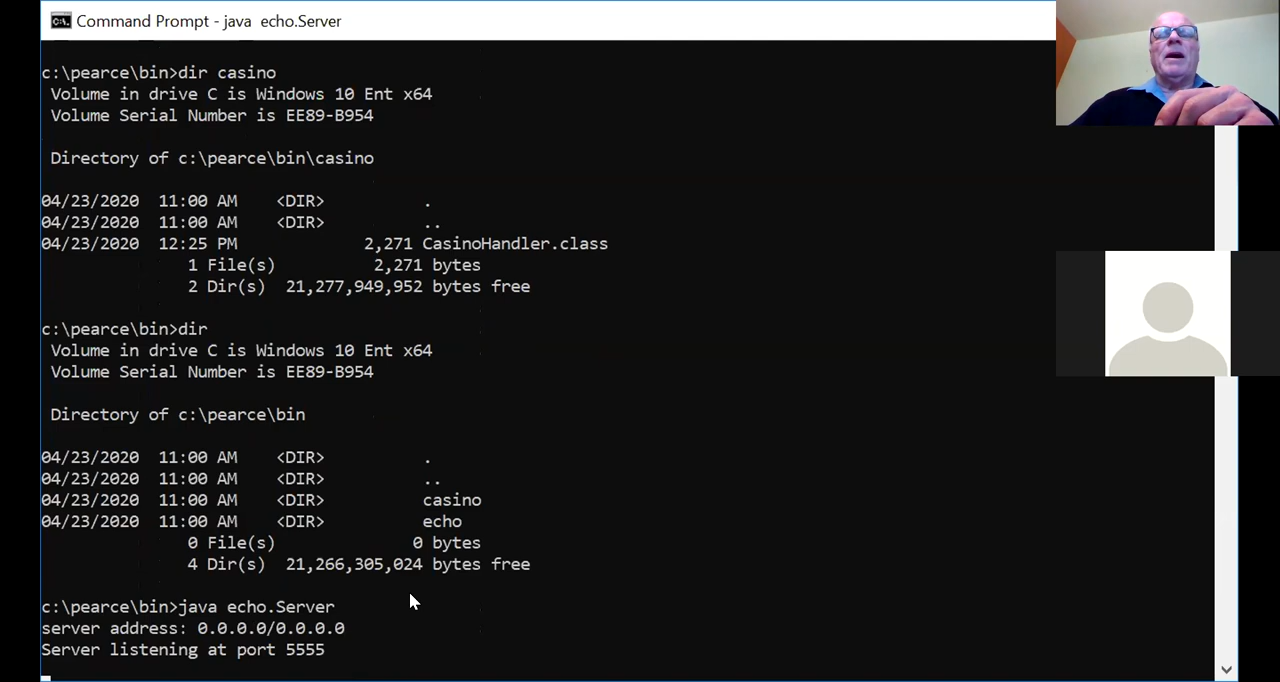 Command Prompt - java  echo.Server
c:\pearce\bin>dir casino
 Volume in drive C is Windows 10 Ent x64
 Volume Serial Number is EE89-B954
 Directory of c:\pearce\bin\casino
04/23/2020  11:00 AM    <DIR>          .
04/23/2020  11:00 AM    <DIR>          ..
04/23/2020  12:25 PM             2,271 CasinoHandler.class
               1 File(s)          2,271 bytes
               2 Dir(s)  21,277,949,952 bytes free
c:\pearce\bin>dir
 Volume in drive C is Windows 10 Ent x64
 Volume Serial Number is EE89-B954
 Directory of c:\pearce\bin
04/23/2020  11:00 AM    <DIR>          .
04/23/2020  11:00 AM    <DIR>          ..
04/23/2020  11:00 AM    <DIR>          casino
04/23/2020  11:00 AM    <DIR>          echo
               0 File(s)              0 bytes
               4 Dir(s)  21,266,305,024 bytes free
c:\pearce\bin>java echo.Server
server address: 0.0.0.0/0.0.0.0
Server listening at port 5555